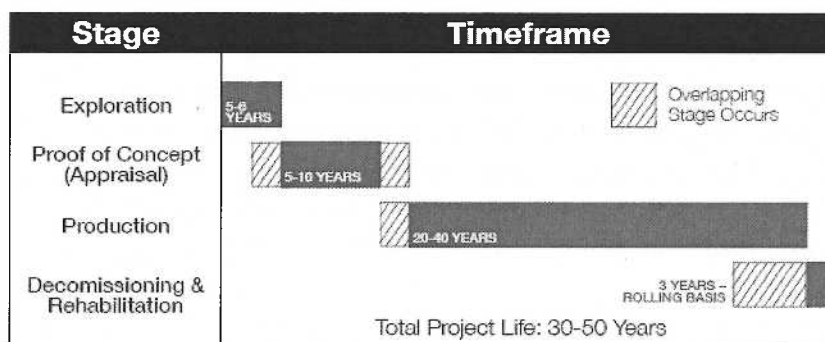 Stage
Timeframe
Exploration
5-6
YEARS
Overlapping
Stage Occurs
Proof of Concept
(Appraisal)
5-10 YEARS
Production
20-40 YEARS
Decomissioning &
Rehabilitation
3 YEARS –
ROLLING BASIS
Total Project Life: 30-50 Years